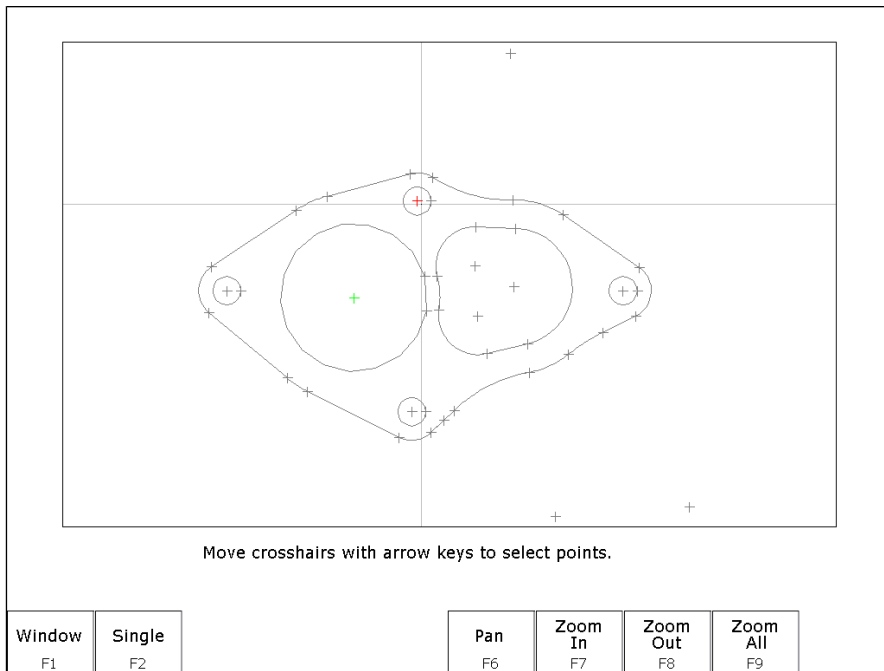 Move crosshairs with arrow keys to select points.
Window
F1
Single
F2
Pan
F6
Zoom
In
F7
Zoom
Out
F8
Zoom
All
F9